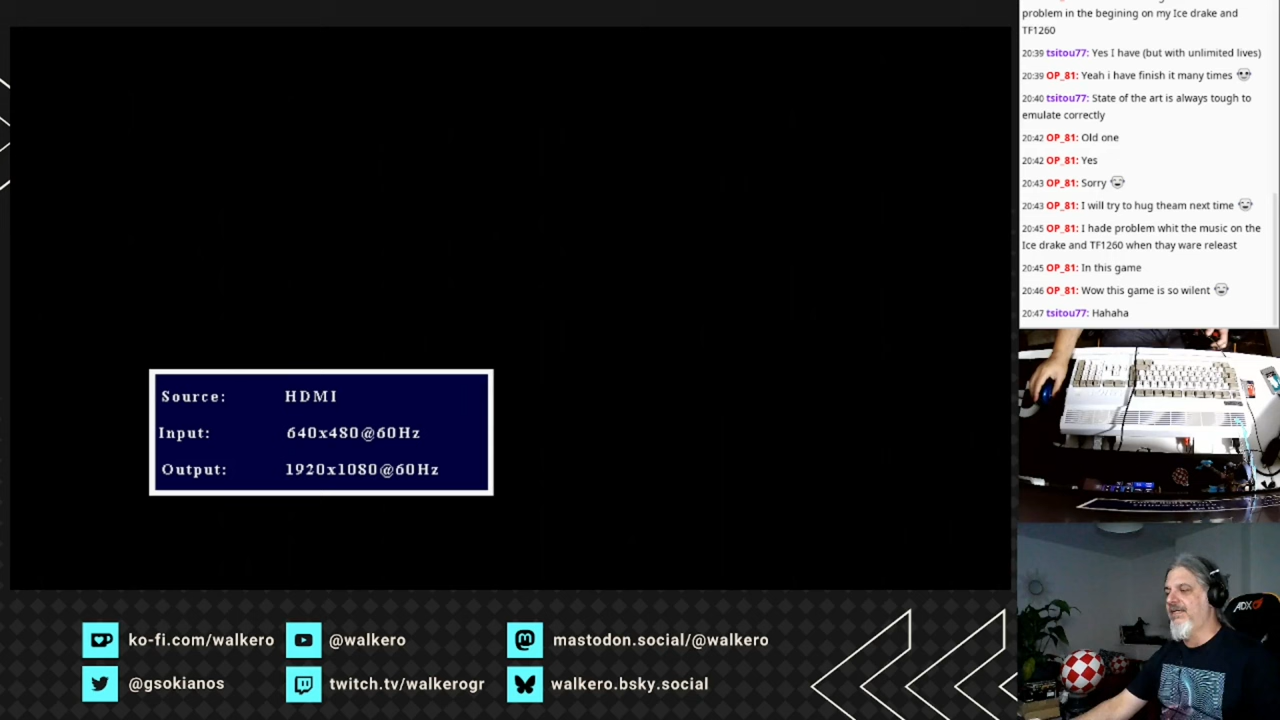 problem in the begining on my Ice drake and
TF1260
20:39 tsitou77: Yes I have (but with unlimited lives)
20:39 OP_81: Yeah i have finish it many times
20:40 tsitou77: State of the art is always tough to
emulate correctly
20:42 OP_81: Old one
20:42 OP_81: Yes
20:43 OP_81: Sorry
20:43 OP_81: I will try to hug theam next time
20:45 OP_81: I hade problem whit the music on the
Ice drake and TF1260 when thay ware releast
20:45 OP_81: In this game
20:46 OP_81: Wow this game is so wilent
20:47 tsitou77: Hahaha
Source: HDMI
Input: 640x480@60Hz
Output: 1920x1080@60Hz
ADX
ko-fi.com/walkero
@walkero
mastodon.social/@walkero
@gsokianos
twitch.tv/walkerogr
walkero.bsky.social